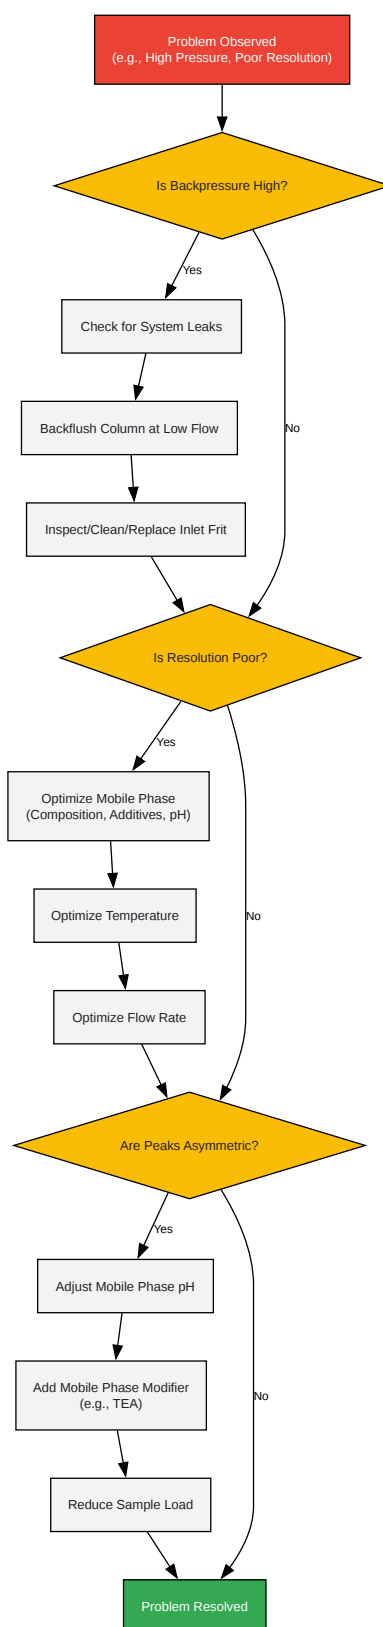 Problem Observed
(e.g., High Pressure, Poor Resolution)
Is Backpressure High?
Yes
Check for System Leaks
Backflush Column at Low Flow
No
Inspect/Clean/Replace Inlet Frit
Is Resolution Poor?
Yes
Optimize Mobile Phase
(Composition, Additives, pH)
Optimize Temperature
No
Optimize Flow Rate
Are Peaks Asymmetric?
Yes
Adjust Mobile Phase pH
Add Mobile Phase Modifier
(e.g., TEA)
No
Reduce Sample Load
Problem Resolved